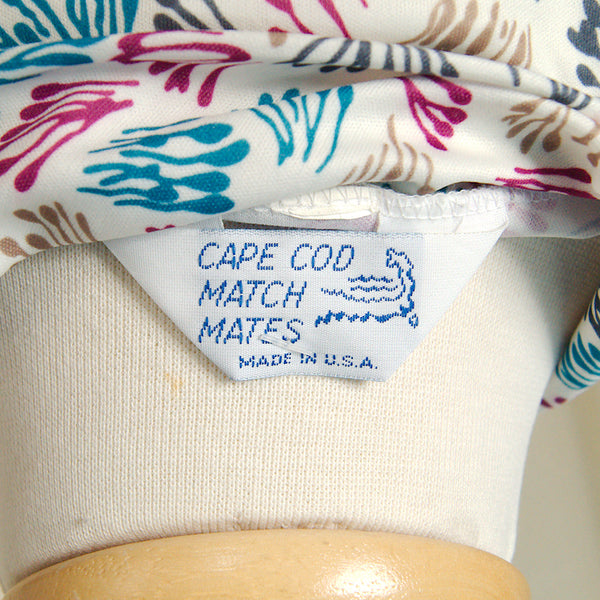 CAPE COD
MATCH
MATES
MADE IN U.S.A.